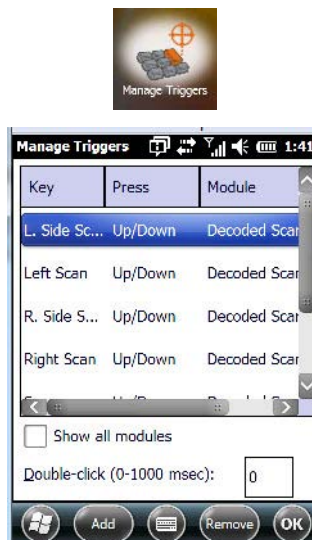 Manage Triggers
Manage Triggers 1:41
Key Press Module
L. Side Sc... Up/Down Decoded Scan
Left Scan Up/Down Decoded Scan
R. Side S... Up/Down Decoded Scan
Right Scan Up/Down Decoded Scan
Show all modules
Double-click (0-1000 msec): 0
Add Remove OK